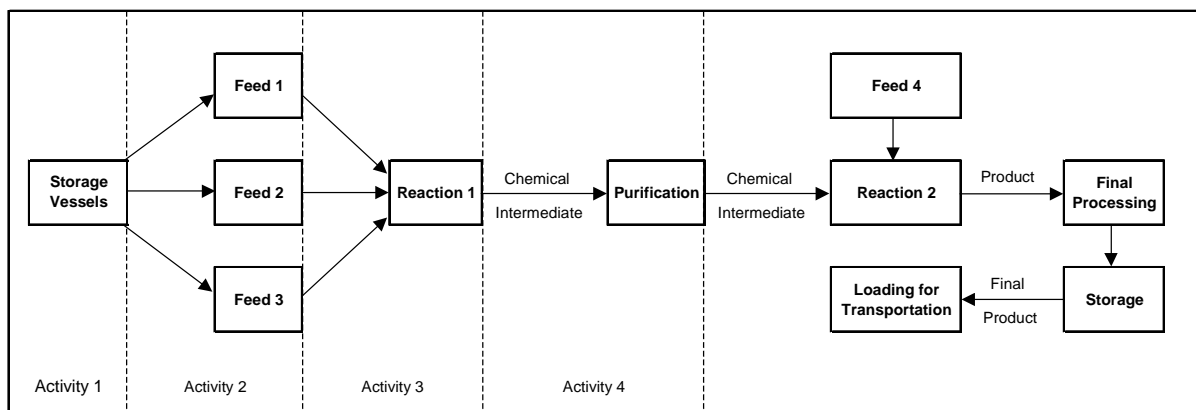 Feed 1
Feed 4
Storage
Vessels
Feed 2
Reaction 1
Chemical
Intermediate
Purification
Chemical
Intermediate
Reaction 2
Product
Final
Processing
Feed 3
Loading for
Transportation
Final
Product
Storage
Activity 1
Activity 2
Activity 3
Activity 4